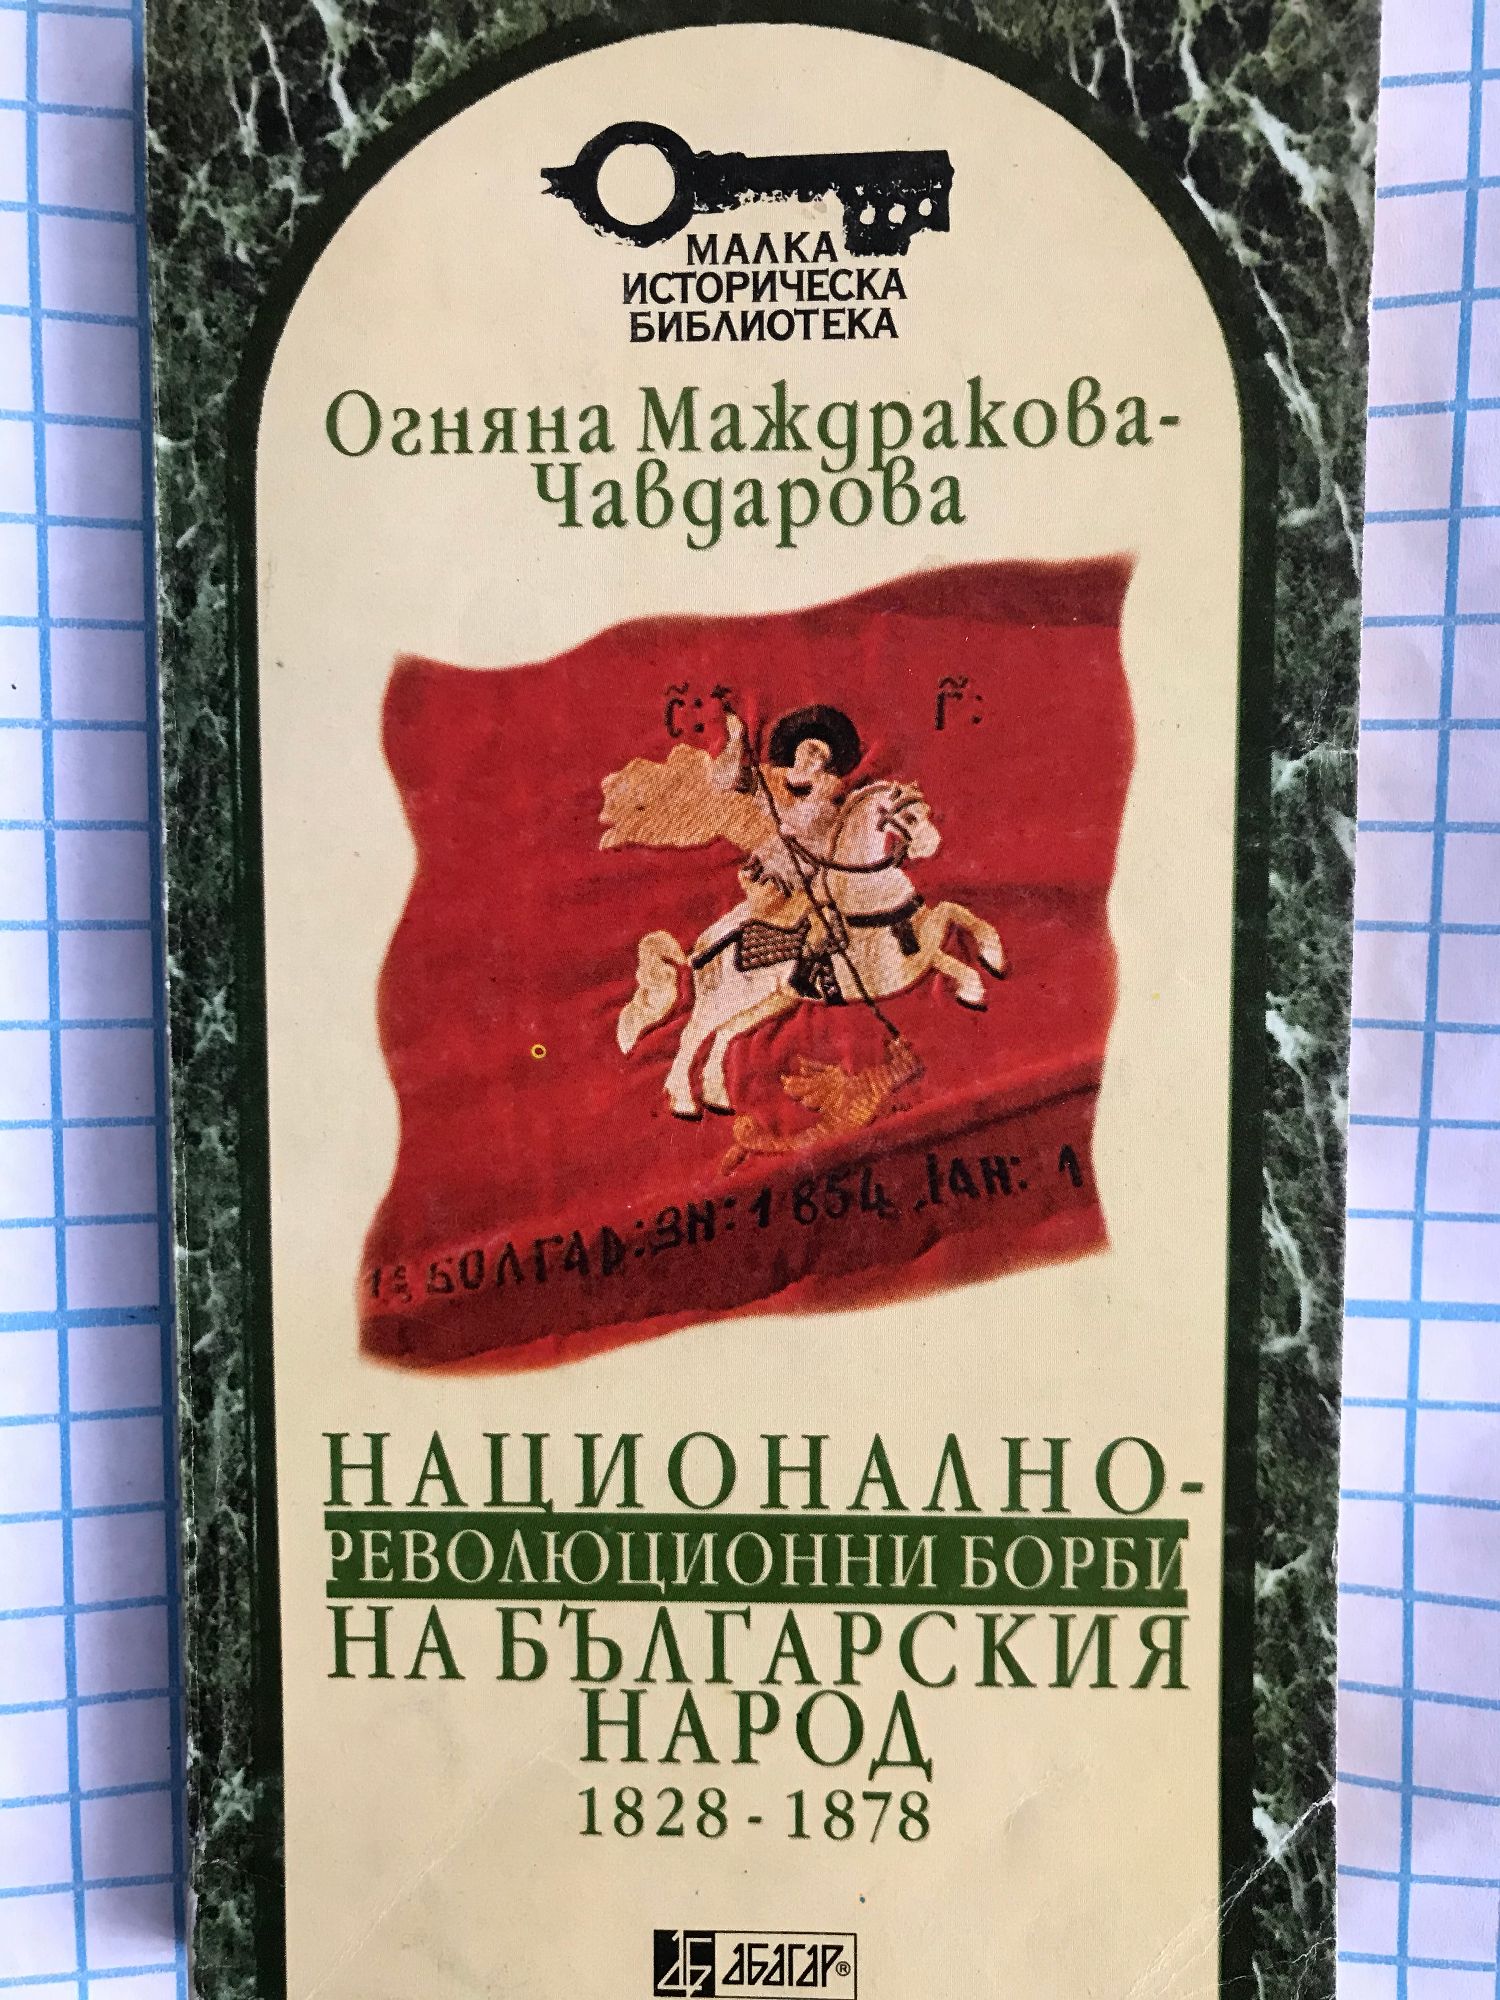 МАЛКА
ИСТОРИЧЕСКА
БИБЛИОТЕКА
Огняна Маждракова-
Чавдарова
С: Г:
БОЛГАД:ЗН:1854 ІАН: 1
НАЦИОНАЛНО-
РЕВОЛЮЦИОННИ БОРБИ
НА БЪЛГАРСКИЯ
НАРОД
1828 - 1878
АБАГАР®